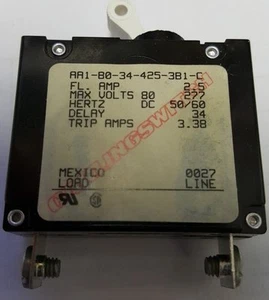 AA1-B0-34-425-3B1-C
FL. AMP 2.5
MAX VOLTS 80 277
HERTZ DC 50/60
DELAY 34
TRIP AMPS 3.38
MEXICO 0027
LOAD LINE